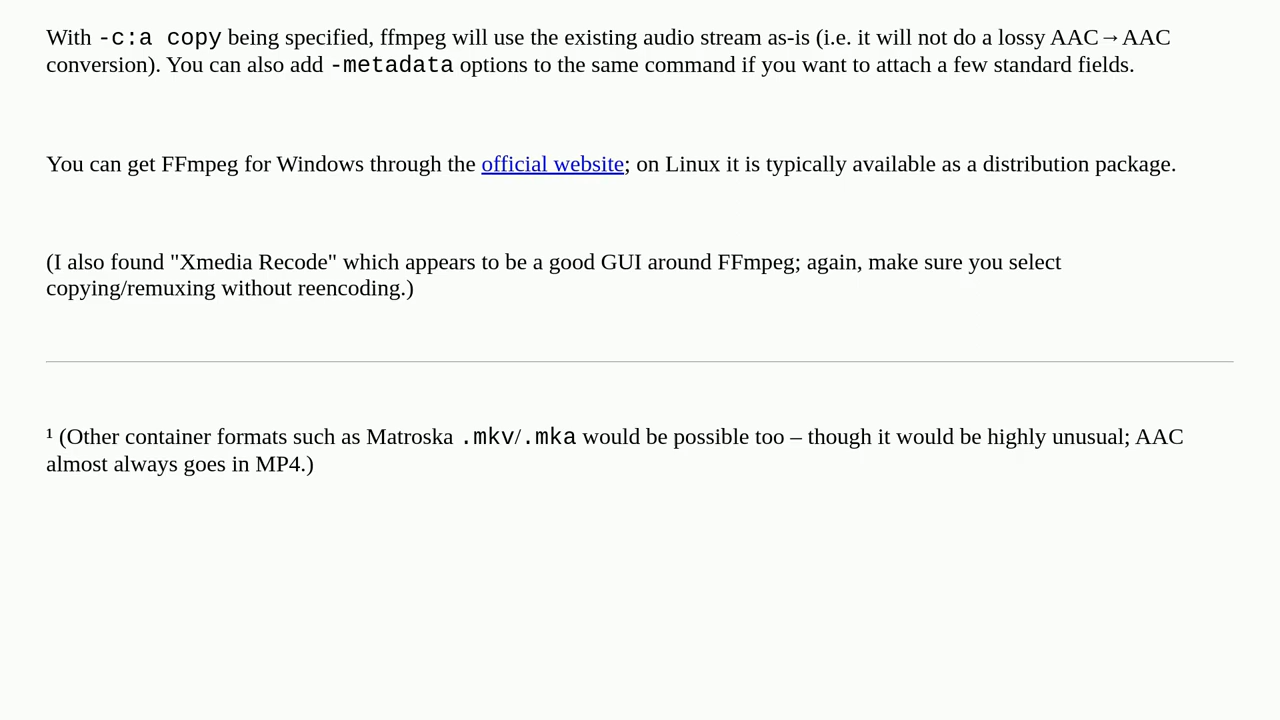 With -c:a copy being specified, ffmpeg will use the existing audio stream as-is (i.e. it will not do a lossy AAC→AAC
conversion). You can also add -metadata options to the same command if you want to attach a few standard fields.
You can get FFmpeg for Windows through the official website; on Linux it is typically available as a distribution package.
(I also found "Xmedia Recode" which appears to be a good GUI around FFmpeg; again, make sure you select
copying/remuxing without reencoding.)
¹ (Other container formats such as Matroska .mkv/.mka would be possible too – though it would be highly unusual; AAC
almost always goes in MP4.)